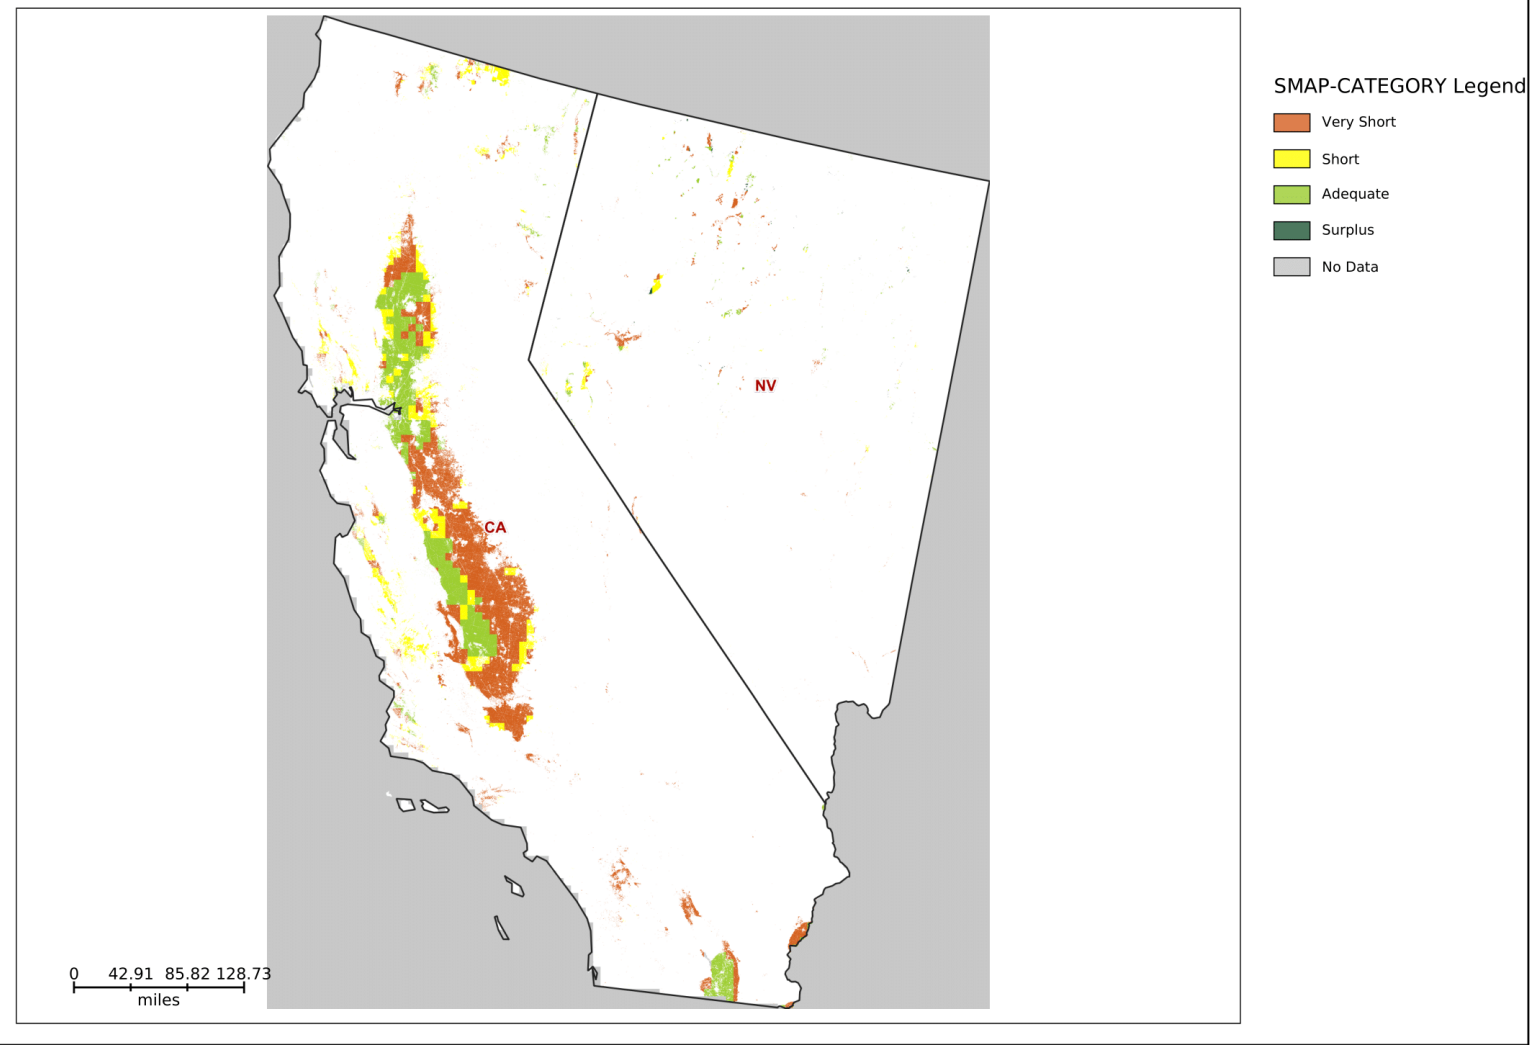 SMAP-CATEGORY Legend
Very Short
Short
Adequate
Surplus
No Data
NV
CA
0 42.91 85.82 128.73
miles